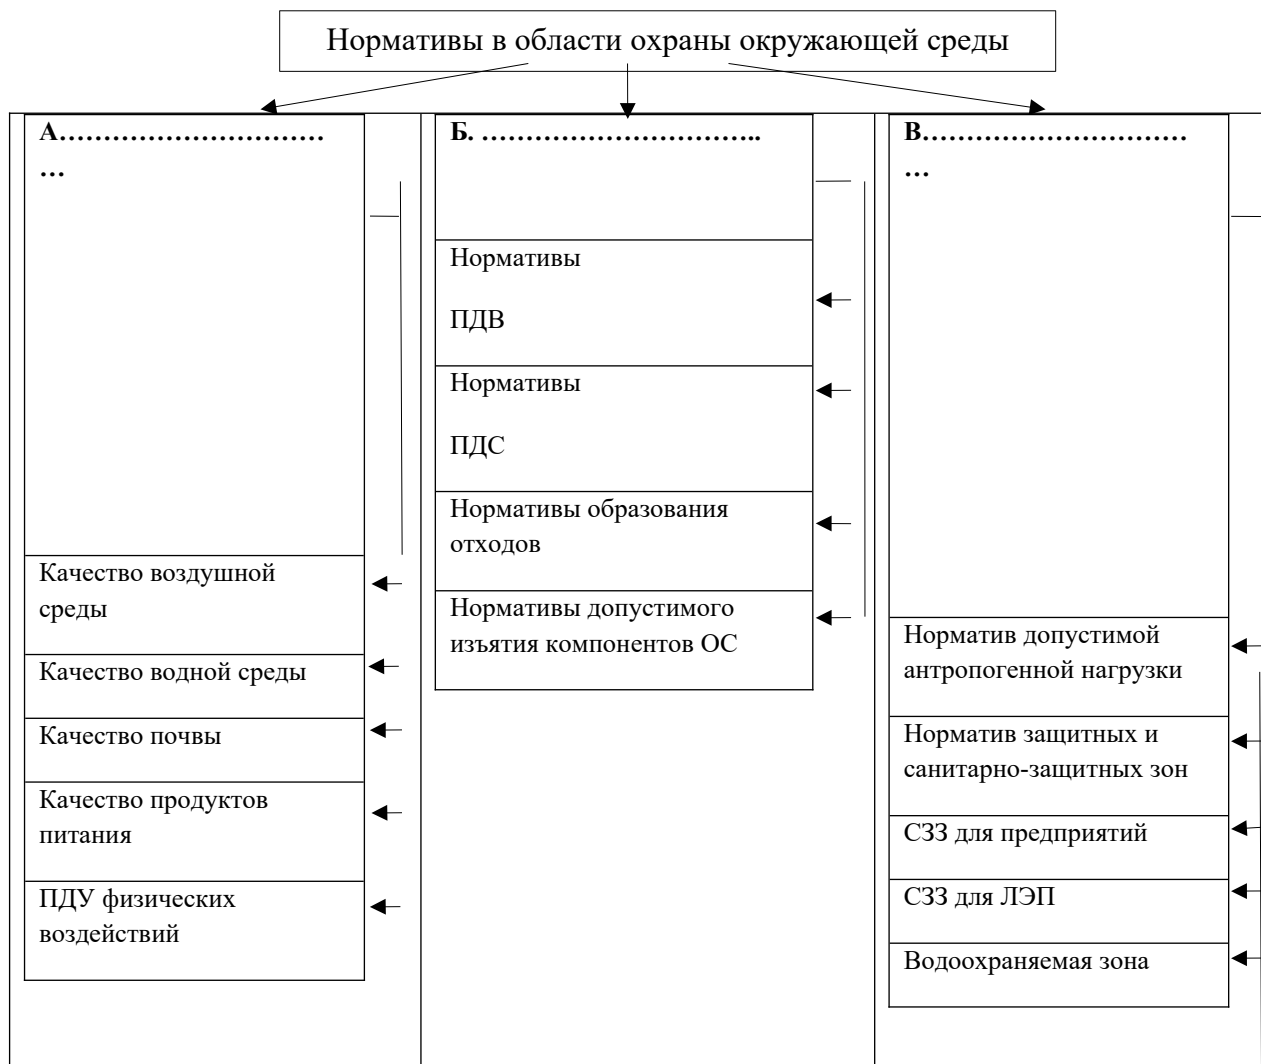 Нормативы в области охраны окружающей среды
А…………………………
…
Б. …………………………..
Нормативы
ПДВ
Нормативы
ПДС
Нормативы образования
отходов
Нормативы допустимого
изъятия компонентов ОС
В…………………………
…
Качество воздушной
среды
Качество водной среды
Качество почвы
Качество продуктов
питания
ПДУ физических
воздействий
Норматив допустимой
антропогенной нагрузки
Норматив защитных и
санитарно-защитных зон
СЗЗ для предприятий
СЗЗ для ЛЭП
Водоохраняемая зона